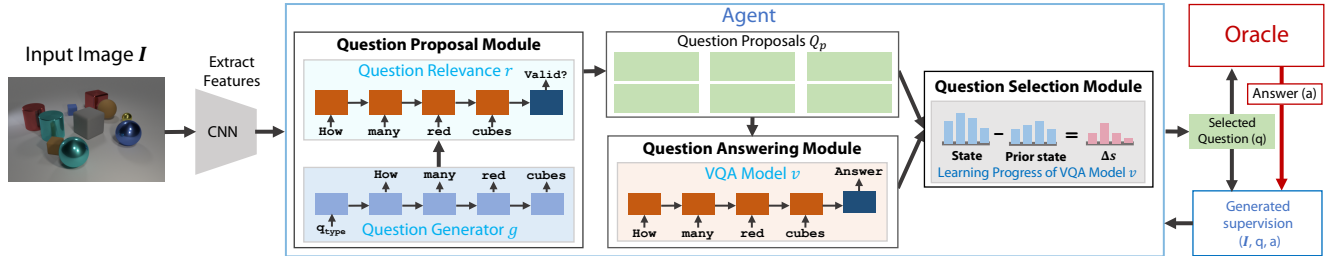 Input Image I
Extract
Features
CNN
Agent
Question Proposal Module
Question Relevance r
Valid?
How
many
red
cubes
How
many
red
cubes
q_type
Question Generator g
Question Proposals Q_p
Question Answering Module
VQA Model v
Answer
How
many
red
cubes
Question Selection Module
State
−
Prior state
=
Δs
Learning Progress of VQA Model v
Oracle
Answer (a)
Selected
Question (q)
Generated
supervision
(I, q, a)